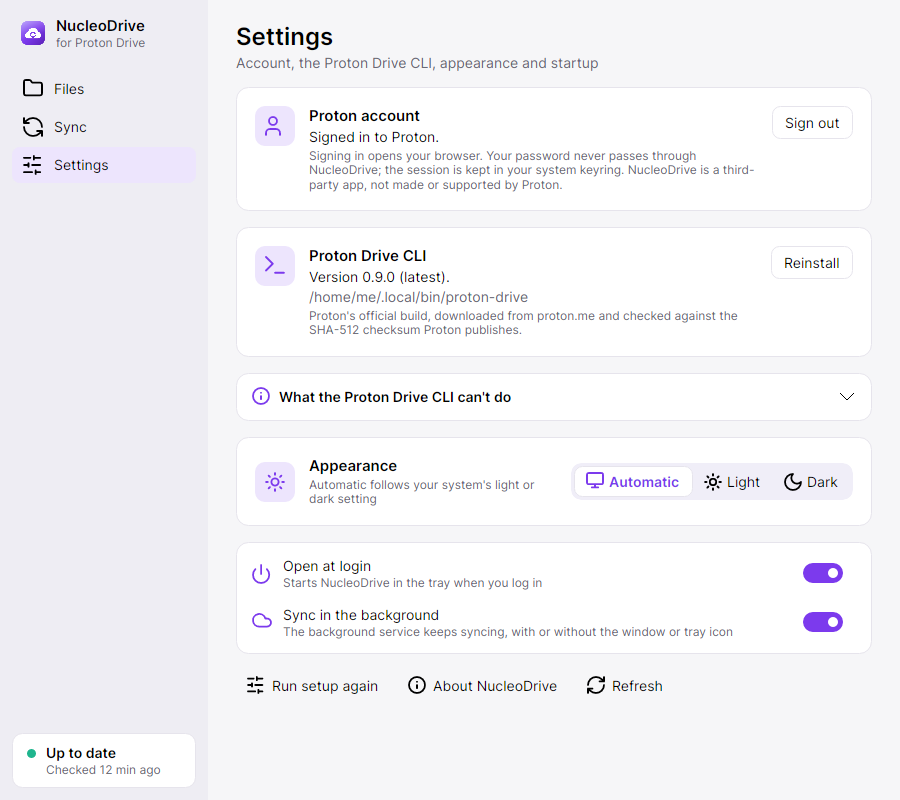 NucleoDrive
for Proton Drive
Files
Sync
Settings
Up to date
Checked 12 min ago
Settings
Account, the Proton Drive CLI, appearance and startup
Proton account
Signed in to Proton.
Signing in opens your browser. Your password never passes through
NucleoDrive; the session is kept in your system keyring. NucleoDrive is a third-
party app, not made or supported by Proton.
Sign out
Proton Drive CLI
Version 0.9.0 (latest).
/home/me/.local/bin/proton-drive
Proton's official build, downloaded from proton.me and checked against the
SHA-512 checksum Proton publishes.
Reinstall
What the Proton Drive CLI can't do
Appearance
Automatic follows your system's light or
dark setting
Automatic
Light
Dark
Open at login
Starts NucleoDrive in the tray when you log in
Sync in the background
The background service keeps syncing, with or without the window or tray icon
Run setup again
About NucleoDrive
Refresh